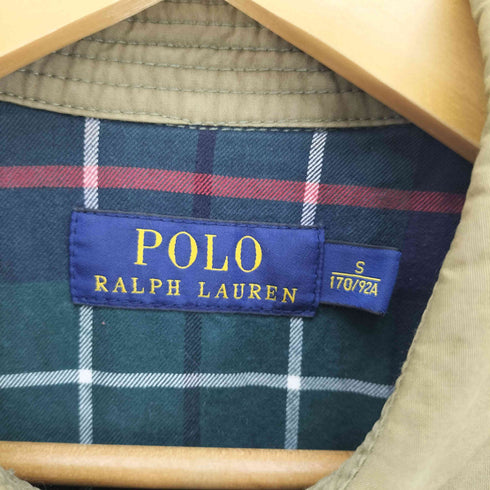 POLO
RALPH LAUREN
S
170/92A